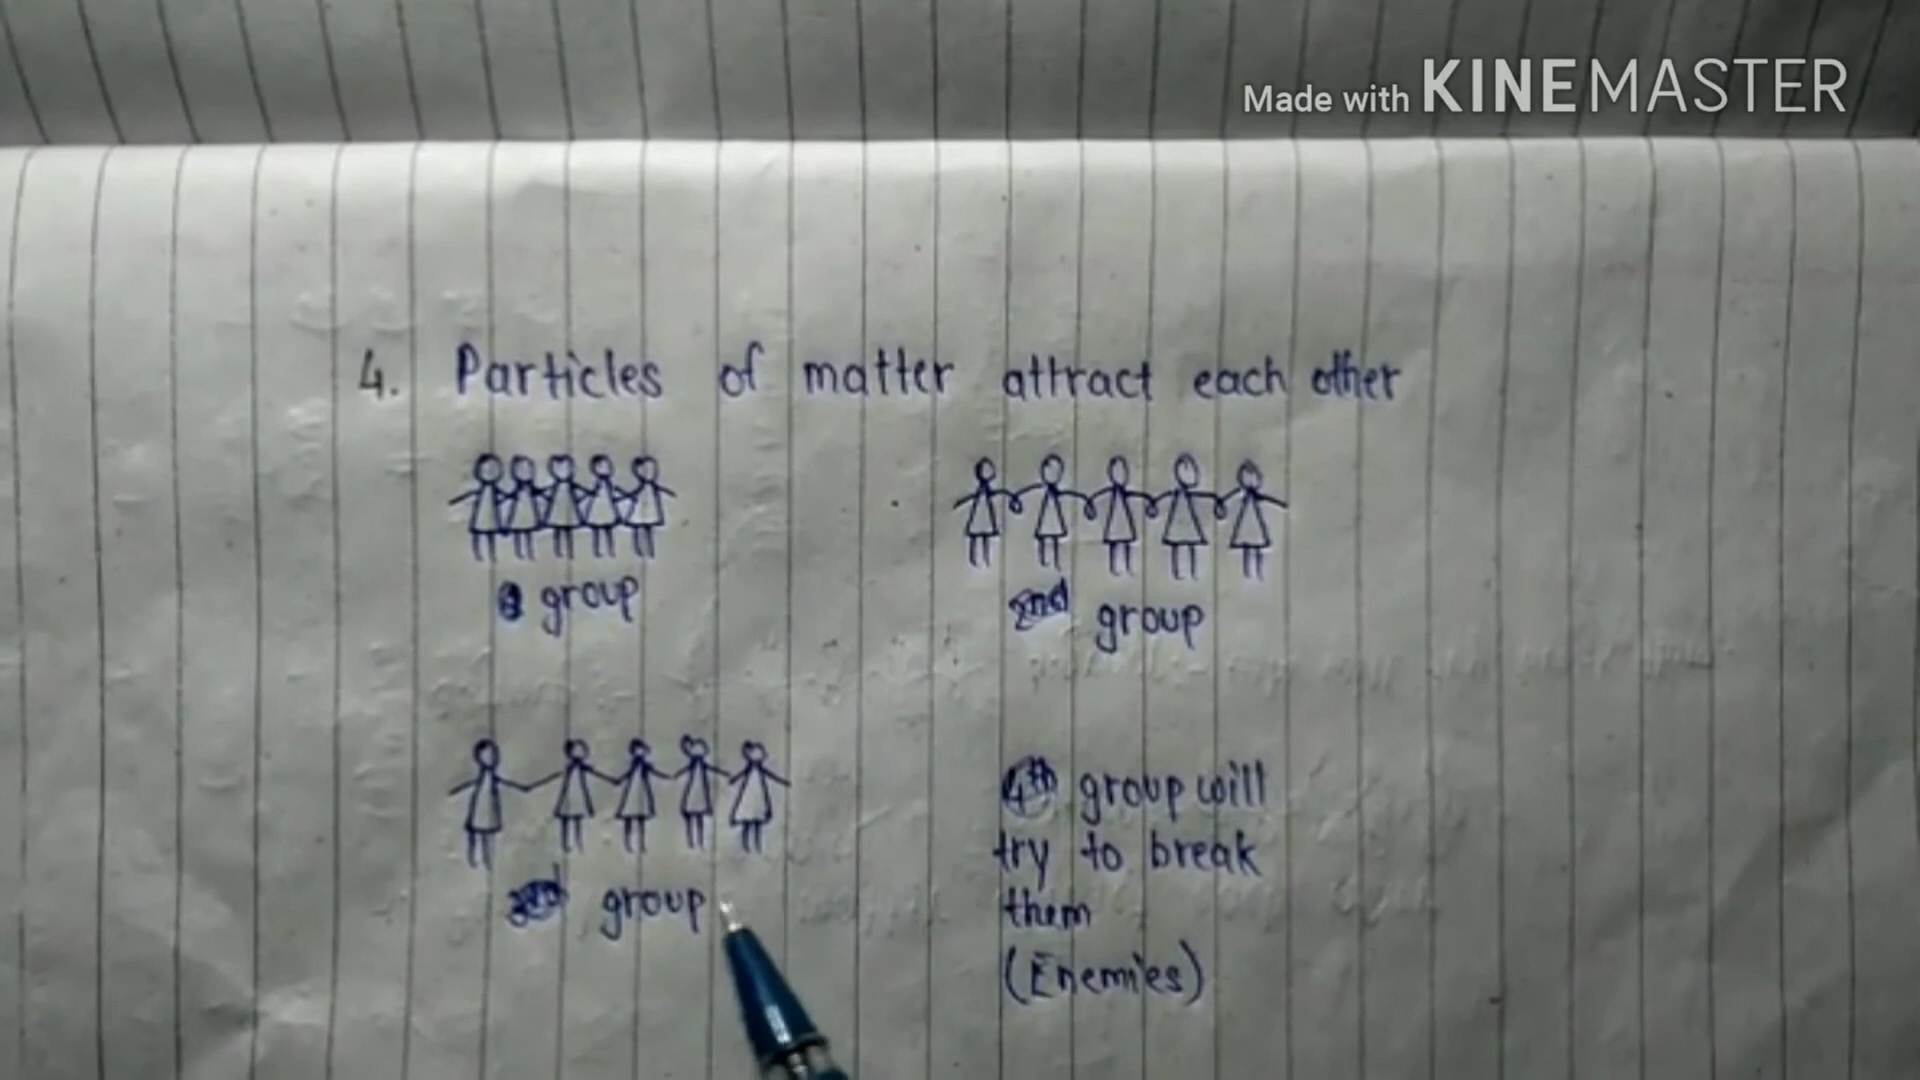 Made with KINEMASTER
4. Particles of matter attract each other
group
2nd group
3rd group
4th group will
try to break
them
(Enemies)